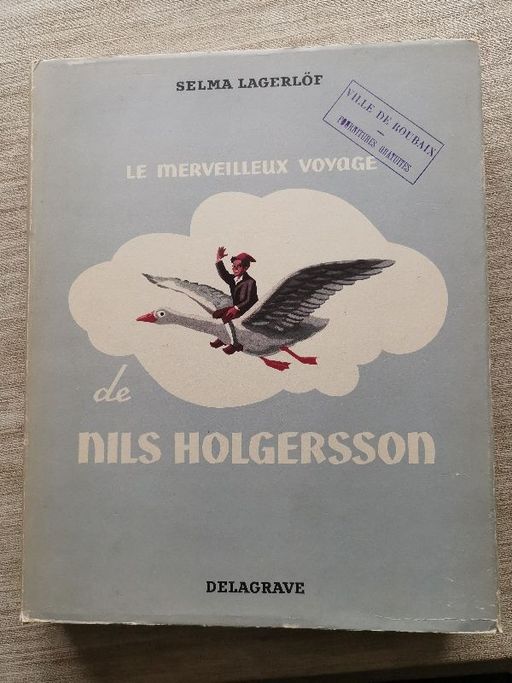 SELMA LAGERLÖF
VILLE DE ROUBAIX
—
FOURNITURES GRATUITES
LE MERVEILLEUX VOYAGE
de
NILS HOLGERSSON
DELAGRAVE